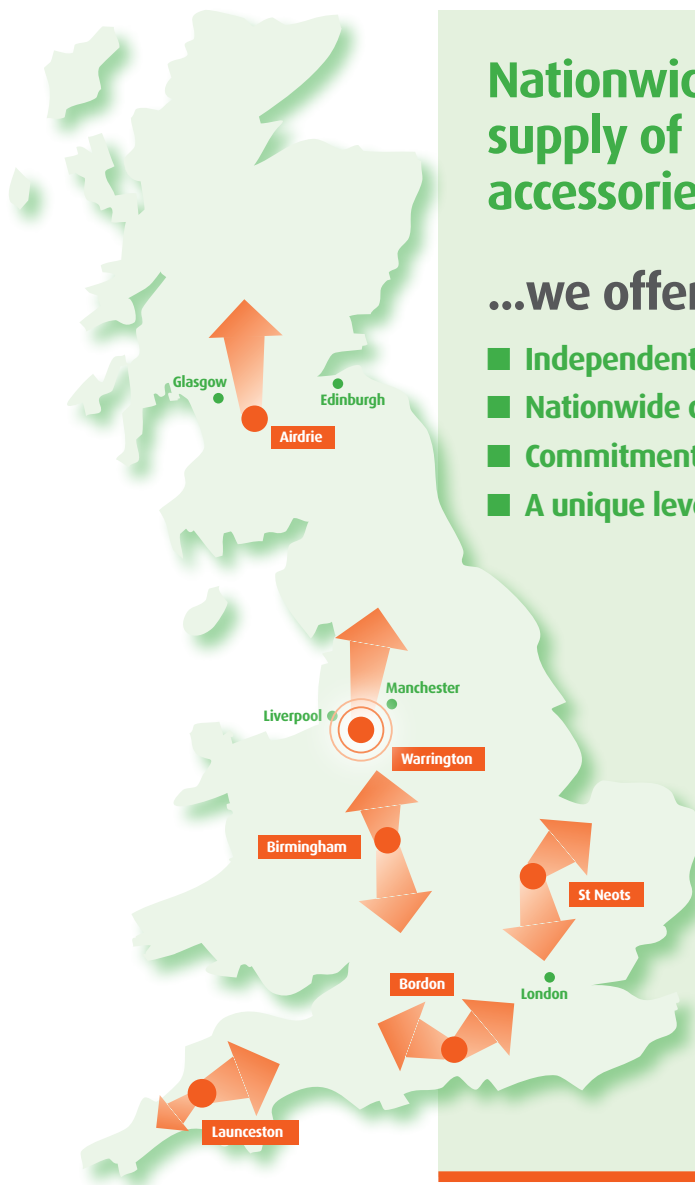 Nationwid
supply of
accessorie
...we offer
Independent
Nationwide c
Commitment
A unique leve
Glasgow
Edinburgh
Airdrie
Manchester
Liverpool
Warrington
Birmingham
St Neots
Bordon
London
Launceston